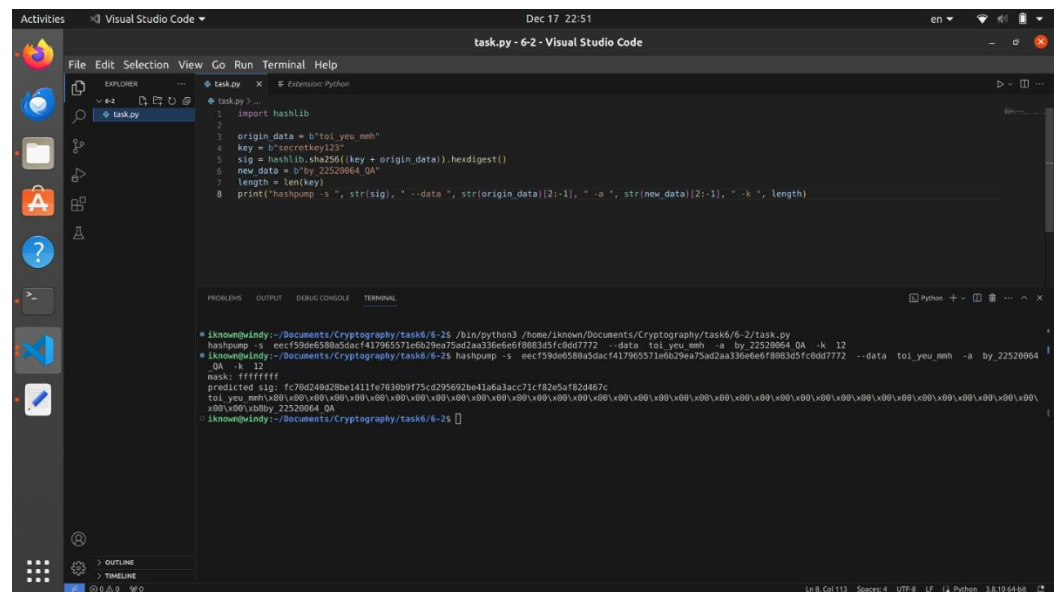 Activities Visual Studio Code Dec 17 22:51 en
task.py - 6-2 - Visual Studio Code
File Edit Selection View Go Run Terminal Help
EXPLORER
6-2
task.py
task.py Extension: Python
task.py > ...
1 import hashlib
2
3 origin_data = b"toi_yeu_mmh"
4 key = b"secretkey123"
5 sig = hashlib.sha256((key + origin_data)).hexdigest()
6 new_data = b"by_22520064_QA"
7 length = len(key)
8 print("hashpump -s ", str(sig), " --data ", str(origin_data)[2:-1], " -a ", str(new_data)[2:-1], " -k ", length)
PROBLEMS OUTPUT DEBUG CONSOLE TERMINAL Python
iknown@windy:~/Documents/Cryptography/task6/6-2$ /bin/python3 /home/iknown/Documents/Cryptography/task6/6-2/task.py
hashpump -s eecf59de6580a5dacf417965571e6b29ea75ad2aa336e6e6f8083d5fc0dd7772 --data toi_yeu_mmh -a by_22520064_QA -k 12
iknown@windy:~/Documents/Cryptography/task6/6-2$ hashpump -s eecf59de6580a5dacf417965571e6b29ea75ad2aa336e6e6f8083d5fc0dd7772 --data toi_yeu_mmh -a by_22520064
_QA -k 12
mask: ffffffff
predicted sig: fc70d240d28be1411fe7030b9f75cd295692be41a6a3acc71cf82e5af82d467c
toi_yeu_mmh\x80\x00\x00\x00\x00\x00\x00\x00\x00\x00\x00\x00\x00\x00\x00\x00\x00\x00\x00\x00\x00\x00\x00\x00\x00\x00\x00\x00\x00\x00\x00\x00\x00\x00\x00\x00\x00\
x00\x00\xb8by_22520064_QA
iknown@windy:~/Documents/Cryptography/task6/6-2$
OUTLINE
TIMELINE
0 0 0 Ln 8, Col 113 Spaces: 4 UTF-8 LF Python 3.8.10 64-bit